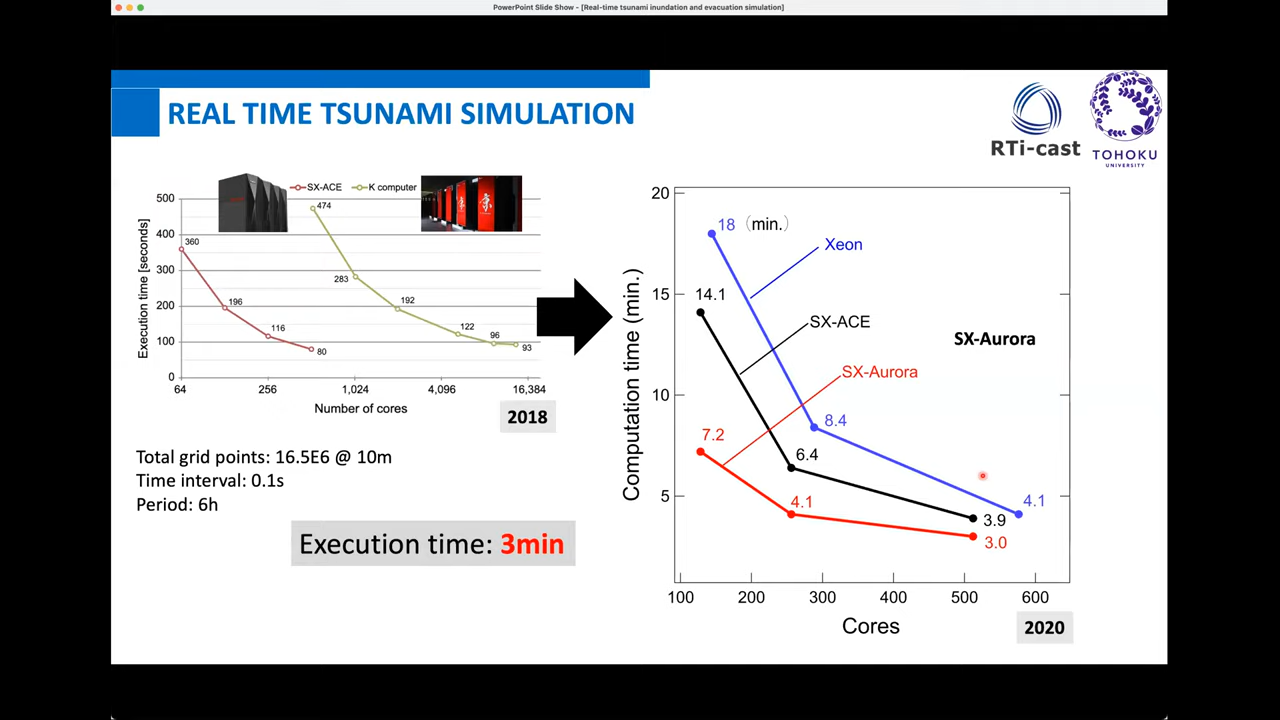 PowerPoint Slide Show - [Real-time tsunami inundation and evacuation simulation]
REAL TIME TSUNAMI SIMULATION
RTi-cast
TOHOKU
UNIVERSITY
SX-ACE
K computer
500
400
300
200
100
0
Execution time [seconds]
360
196
116
80
474
283
192
122
96
93
64
256
1,024
4,096
16,384
Number of cores
2018
Total grid points: 16.5E6 @ 10m
Time interval: 0.1s
Period: 6h
Execution time: 3min
20
15
10
5
Computation time (min.)
18 (min.)
Xeon
14.1
SX-ACE
SX-Aurora
SX-Aurora
7.2
8.4
6.4
4.1
4.1
3.9
3.0
100
200
300
400
500
600
Cores
2020